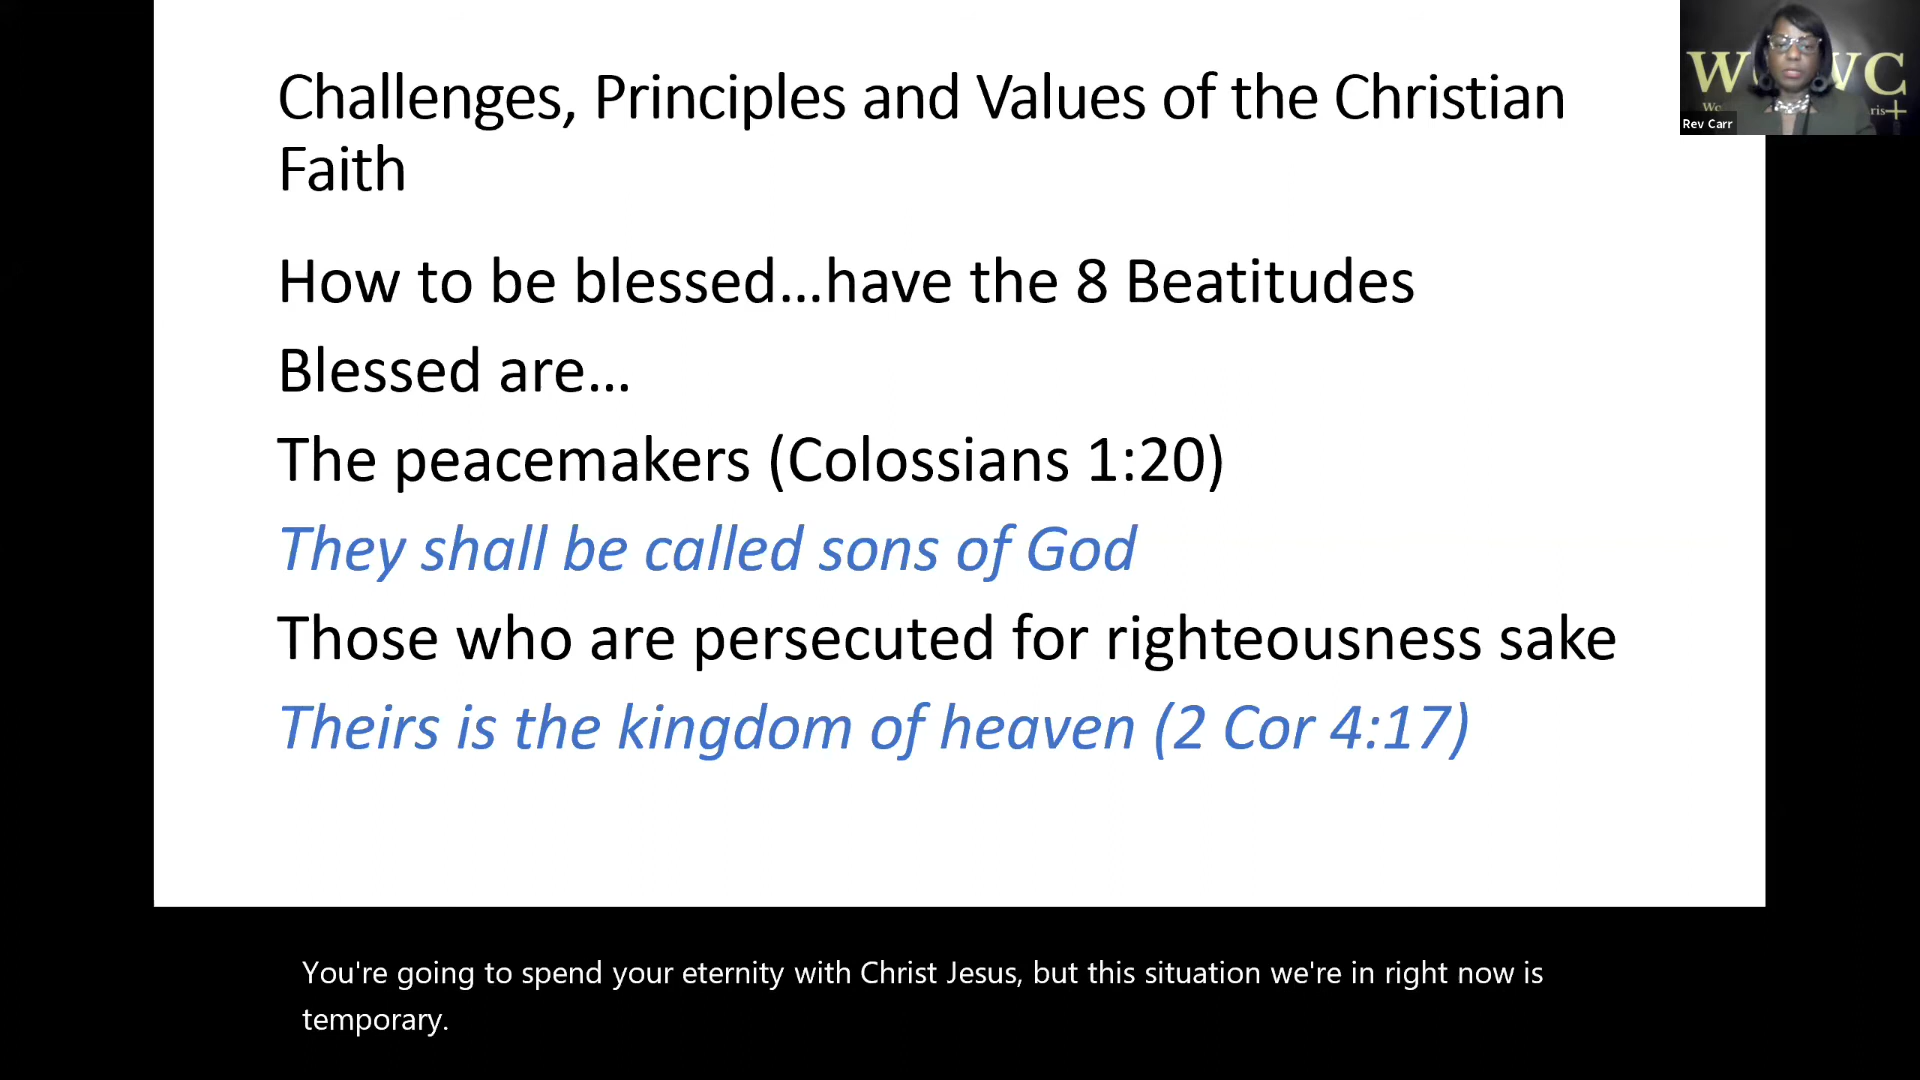 Challenges, Principles and Values of the Christian
Faith
How to be blessed...have the 8 Beatitudes
Blessed are...
The peacemakers (Colossians 1:20)
They shall be called sons of God
Those who are persecuted for righteousness sake
Theirs is the kingdom of heaven (2 Cor 4:17)
Rev Carr
You're going to spend your eternity with Christ Jesus, but this situation we're in right now is
temporary.